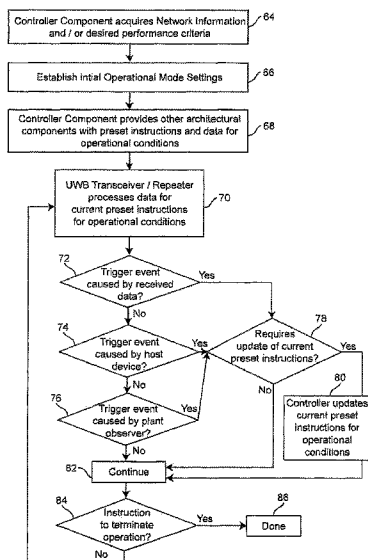 Controller Component acquires Network Information
and / or desired performance criteria
64
Establish intial Operational Mode Settings
66
Controller Component provides other architectural
components with preset instructions and data for
operational conditions
68
UWB Transceiver / Repeater
processes data for
current preset instructions
for operational conditions
70
72
Trigger event
caused by received
data?
Yes
No
74
Trigger event
caused by host
device?
Yes
No
76
Trigger event
caused by plant
observer?
Yes
No
78
Requires
update of current
preset instructions?
Yes
No
80
Controller updates
current preset
instructions for
operational conditions
82
Continue
84
Instruction
to terminate
operation?
Yes
No
86
Done